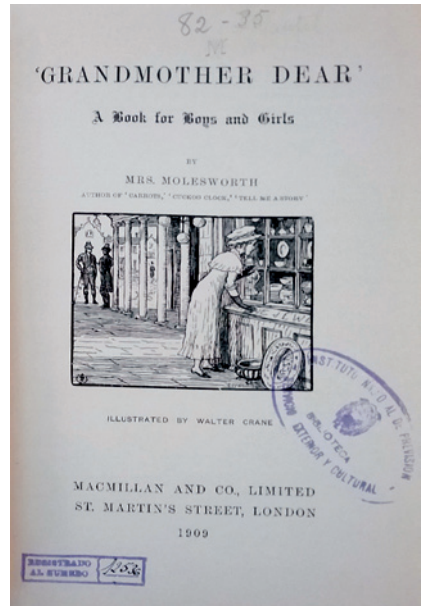 82 - 35
'GRANDMOTHER DEAR'
A Book for Boys and Girls
BY
MRS. MOLESWORTH
AUTHOR OF 'CARROTS,' 'CUCKOO CLOCK,' 'TELL ME A STORY'
ILLUSTRATED BY WALTER CRANE
BIBLIOTECA
EXTERIOR Y CULTURAL
MACMILLAN AND CO., LIMITED
ST. MARTIN'S STREET, LONDON
1909
REGISTRADO
AL NUMERO